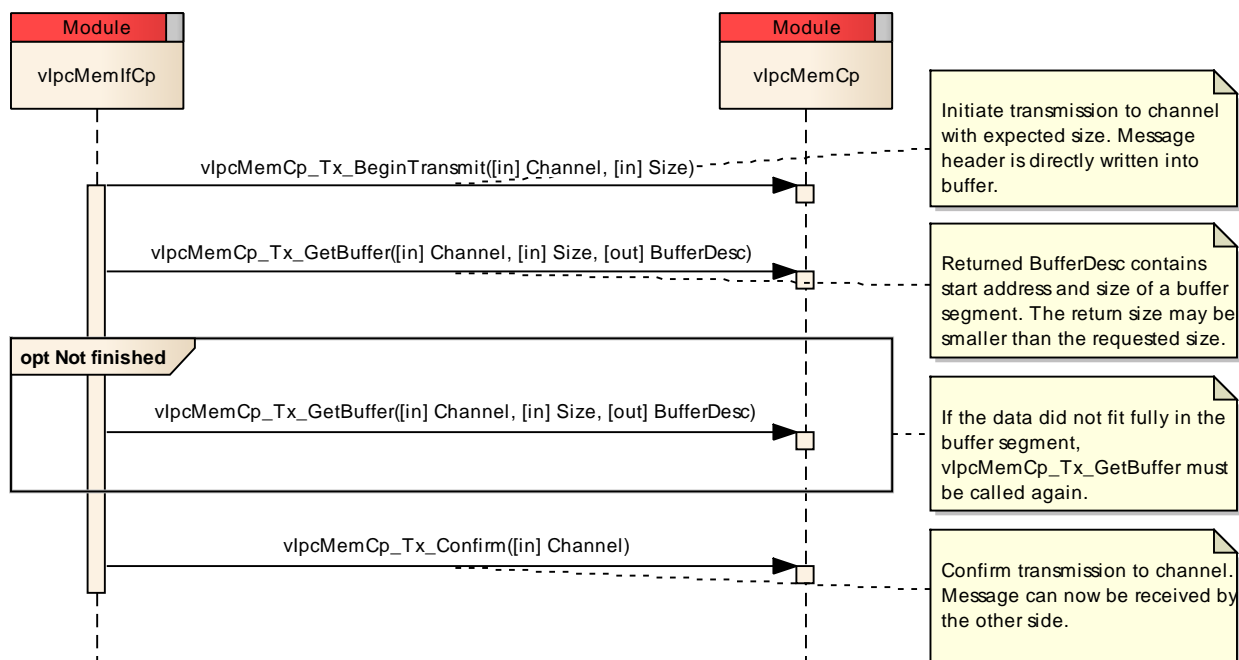 Module
vIpcMemIfCp
Module
vIpcMemCp
Initiate transmission to channel
with expected size. Message
header is directly written into
buffer.
vIpcMemCp_Tx_BeginTransmit([in] Channel, [in] Size)
vIpcMemCp_Tx_GetBuffer([in] Channel, [in] Size, [out] BufferDesc)
Returned BufferDesc contains
start address and size of a buffer
segment. The return size may be
smaller than the requested size.
opt Not finished
vIpcMemCp_Tx_GetBuffer([in] Channel, [in] Size, [out] BufferDesc)
If the data did not fit fully in the
buffer segment,
vIpcMemCp_Tx_GetBuffer must
be called again.
vIpcMemCp_Tx_Confirm([in] Channel)
Confirm transmission to channel.
Message can now be received by
the other side.